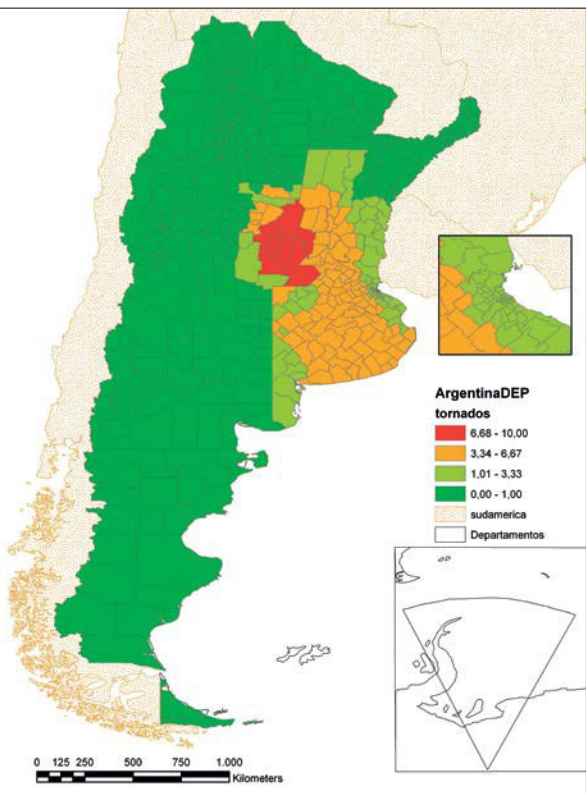 ArgentinaDEP
tornados
6,68 - 10,00
3,34 - 6,67
1,01 - 3,33
0,00 - 1,00
sudamerica
Departamentos
0 125 250 500 750 1.000
Kilometers